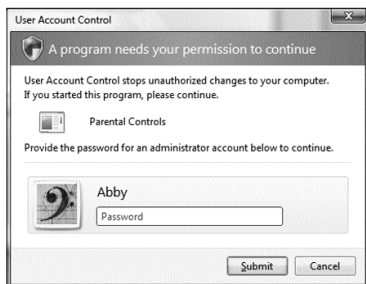 User Account Control
A program needs your permission to continue
User Account Control stops unauthorized changes to your computer.
If you started this program, please continue.
Parental Controls
Provide the password for an administrator account below to continue.
Abby
Password
Submit
Cancel